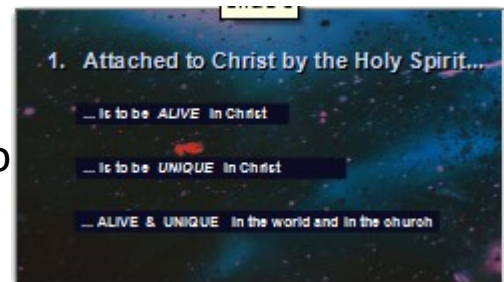 1. Attached to Christ by the Holy Spirit...
... is to be ALIVE in Christ
... is to be UNIQUE in Christ
... ALIVE & UNIQUE in the world and in the church